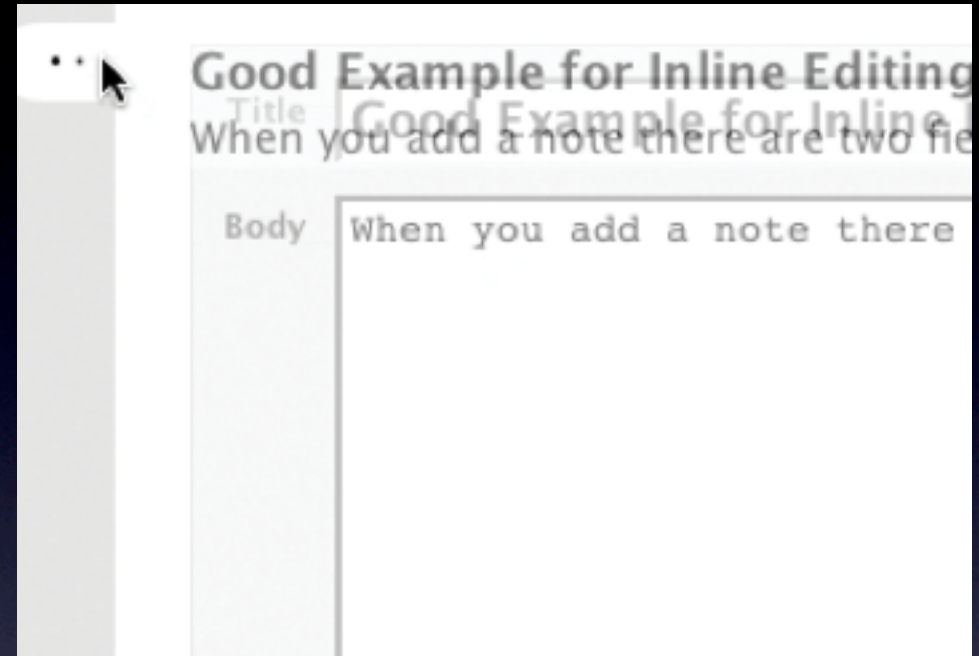 Good Example for Inline Editing
Title
Good Example for Inline
When you add a note there are two fie
Body
When you add a note there